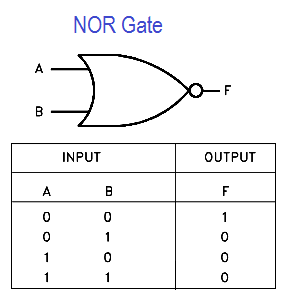 NOR Gate
A
F
B
INPUT OUTPUT
A B F
0 0 1
0 1 0
1 0 0
1 1 0